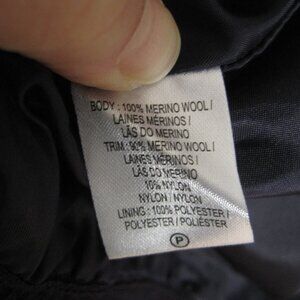 BODY : 100% MERINO WOOL /
LAINES MÉRINOS /
LÃS DO MERINO
TRIM: 90% MERINO WOOL /
LAINES MÉRINOS /
LÃS DO MERINO
10% NYLON
NYLON / NYLON
LINING : 100% POLYESTER /
POLYESTER / POLIÉSTER
P